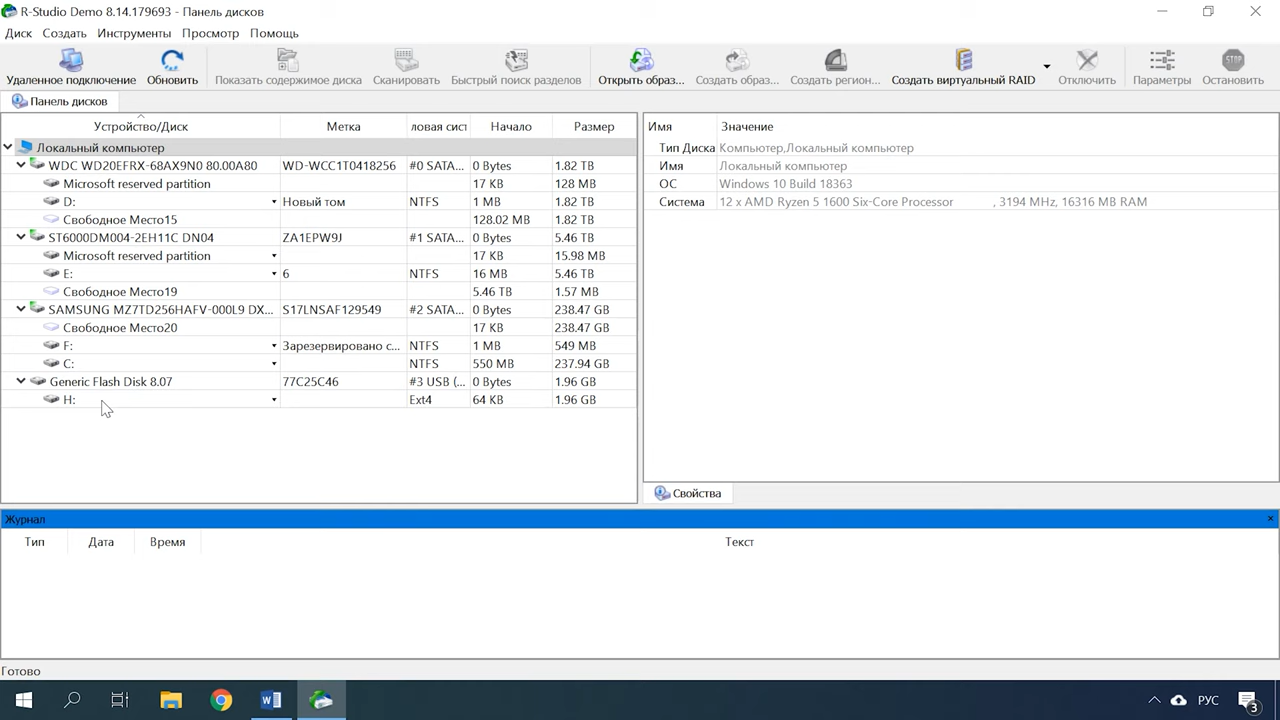 R-Studio Demo 8.14.179693 - Панель дисков
Диск Создать Инструменты Просмотр Помощь
Удаленное подключение Обновить Показать содержимое диска Сканировать Быстрый поиск разделов Открыть образ... Создать образ... Создать регион... Создать виртуальный RAID Отключить Параметры Остановить
Панель дисков
Устройство/Диск Метка ловая сист Начало Размер
Локальный компьютер
WDC WD20EFRX-68AX9N0 80.00A80 WD-WCC1T0418256 #0 SATA... 0 Bytes 1.82 TB
Microsoft reserved partition 17 KB 128 MB
D: Новый том NTFS 1 MB 1.82 TB
Свободное Место15 128.02 MB 1.82 TB
ST6000DM004-2EH11C DN04 ZA1EPW9J #1 SATA... 0 Bytes 5.46 TB
Microsoft reserved partition 17 KB 15.98 MB
E: 6 NTFS 16 MB 5.46 TB
Свободное Место19 5.46 TB 1.57 MB
SAMSUNG MZ7TD256HAFV-000L9 DX... S17LNSAF129549 #2 SATA... 0 Bytes 238.47 GB
Свободное Место20 17 KB 238.47 GB
F: Зарезервировано с... NTFS 1 MB 549 MB
C: NTFS 550 MB 237.94 GB
Generic Flash Disk 8.07 77C25C46 #3 USB (... 0 Bytes 1.96 GB
H: Ext4 64 KB 1.96 GB
Имя Значение
Тип Диска Компьютер,Локальный компьютер
Имя Локальный компьютер
ОС Windows 10 Build 18363
Система 12 x AMD Ryzen 5 1600 Six-Core Processor , 3194 MHz, 16316 MB RAM
Свойства
Журнал
Тип Дата Время Текст
Готово
РУС 3